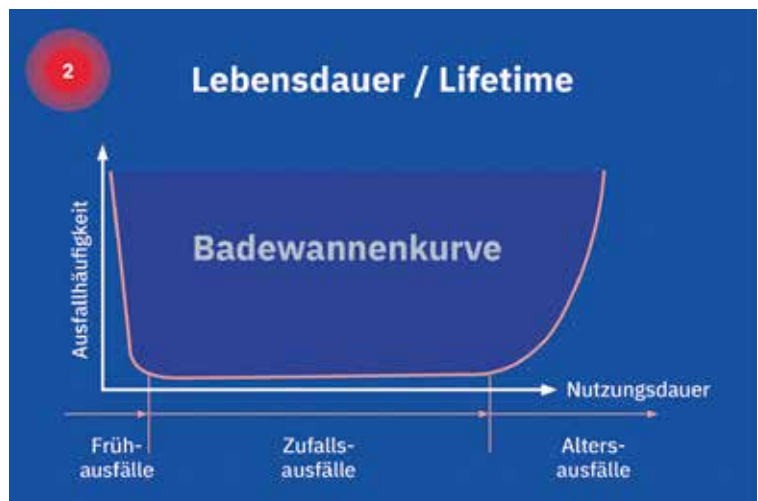 2
Lebensdauer / Lifetime
Ausfallhäufigkeit
Badewannenkurve
Nutzungsdauer
Früh-
ausfälle
Zufalls-
ausfälle
Alters-
ausfälle